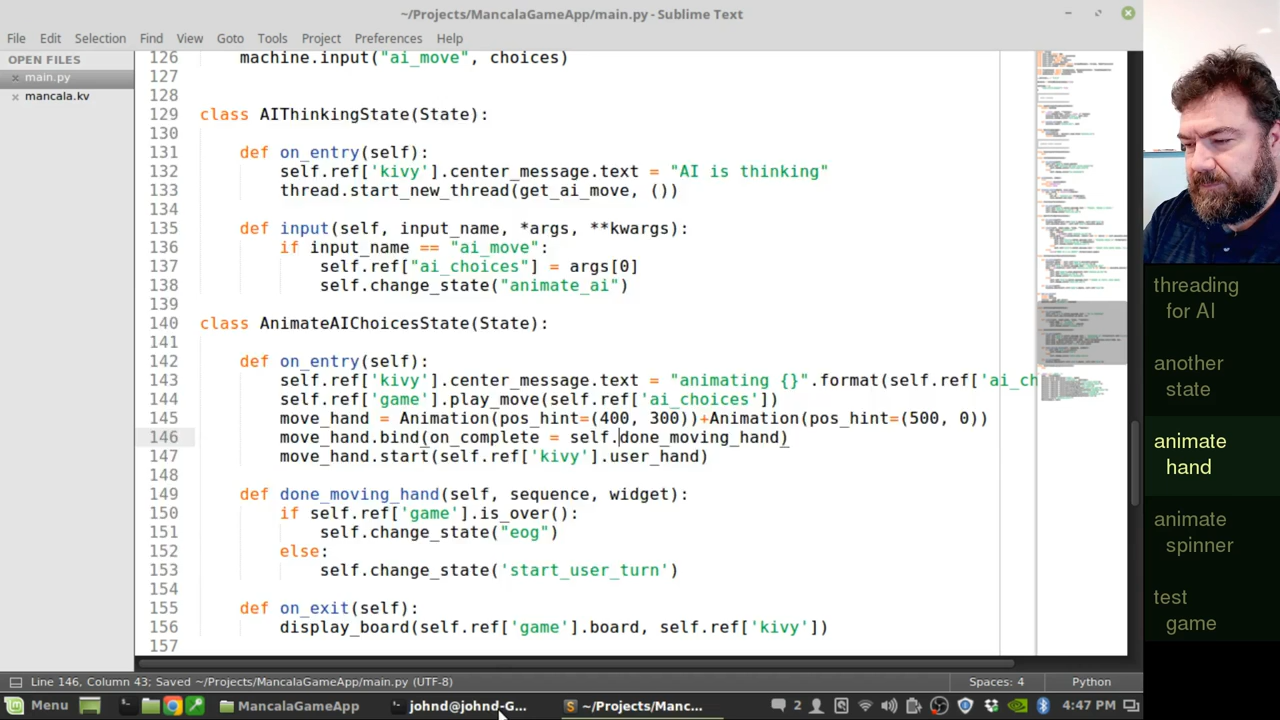 ~/Projects/MancalaGameApp/main.py - Sublime Text
File Edit Selection Find View Goto Tools Project Preferences Help
OPEN FILES
main.py
mancala.kv
126 machine.input("ai_move", choices)
127
128
129 class AIThinkingState(State):
130
131 def on_entry(self):
132 self.ref['kivy'].center_message.text = "AI is thinking"
133 thread.start_new_thread(get_ai_move, ())
134
135 def input(self, input_name, *args, **kwargs):
136 if input_name == "ai_move":
137 self.ref["ai_choices"] = args[0]
138 self.change_state("animate_ai")
139
140 class AnimateAIChoicesState(State):
141
142 def on_entry(self):
143 self.ref['kivy'].center_message.text = "animating {}".format(self.ref['ai_ch
144 self.ref['game'].play_move(self.ref['ai_choices'])
145 move_hand = Animation(pos_hint=(400, 300))+Animation(pos_hint=(500, 0))
146 move_hand.bind(on_complete = self.done_moving_hand)
147 move_hand.start(self.ref['kivy'].user_hand)
148
149 def done_moving_hand(self, sequence, widget):
150 if self.ref['game'].is_over():
151 self.change_state("eog")
152 else:
153 self.change_state('start_user_turn')
154
155 def on_exit(self):
156 display_board(self.ref['game'].board, self.ref['kivy'])
157
threading
for AI
another
state
animate
hand
animate
spinner
test
game
Line 146, Column 43; Saved ~/Projects/MancalaGameApp/main.py (UTF-8) Spaces: 4 Python
Menu MancalaGameApp johnd@johnd-G... ~/Projects/Manc... 2 4:47 PM